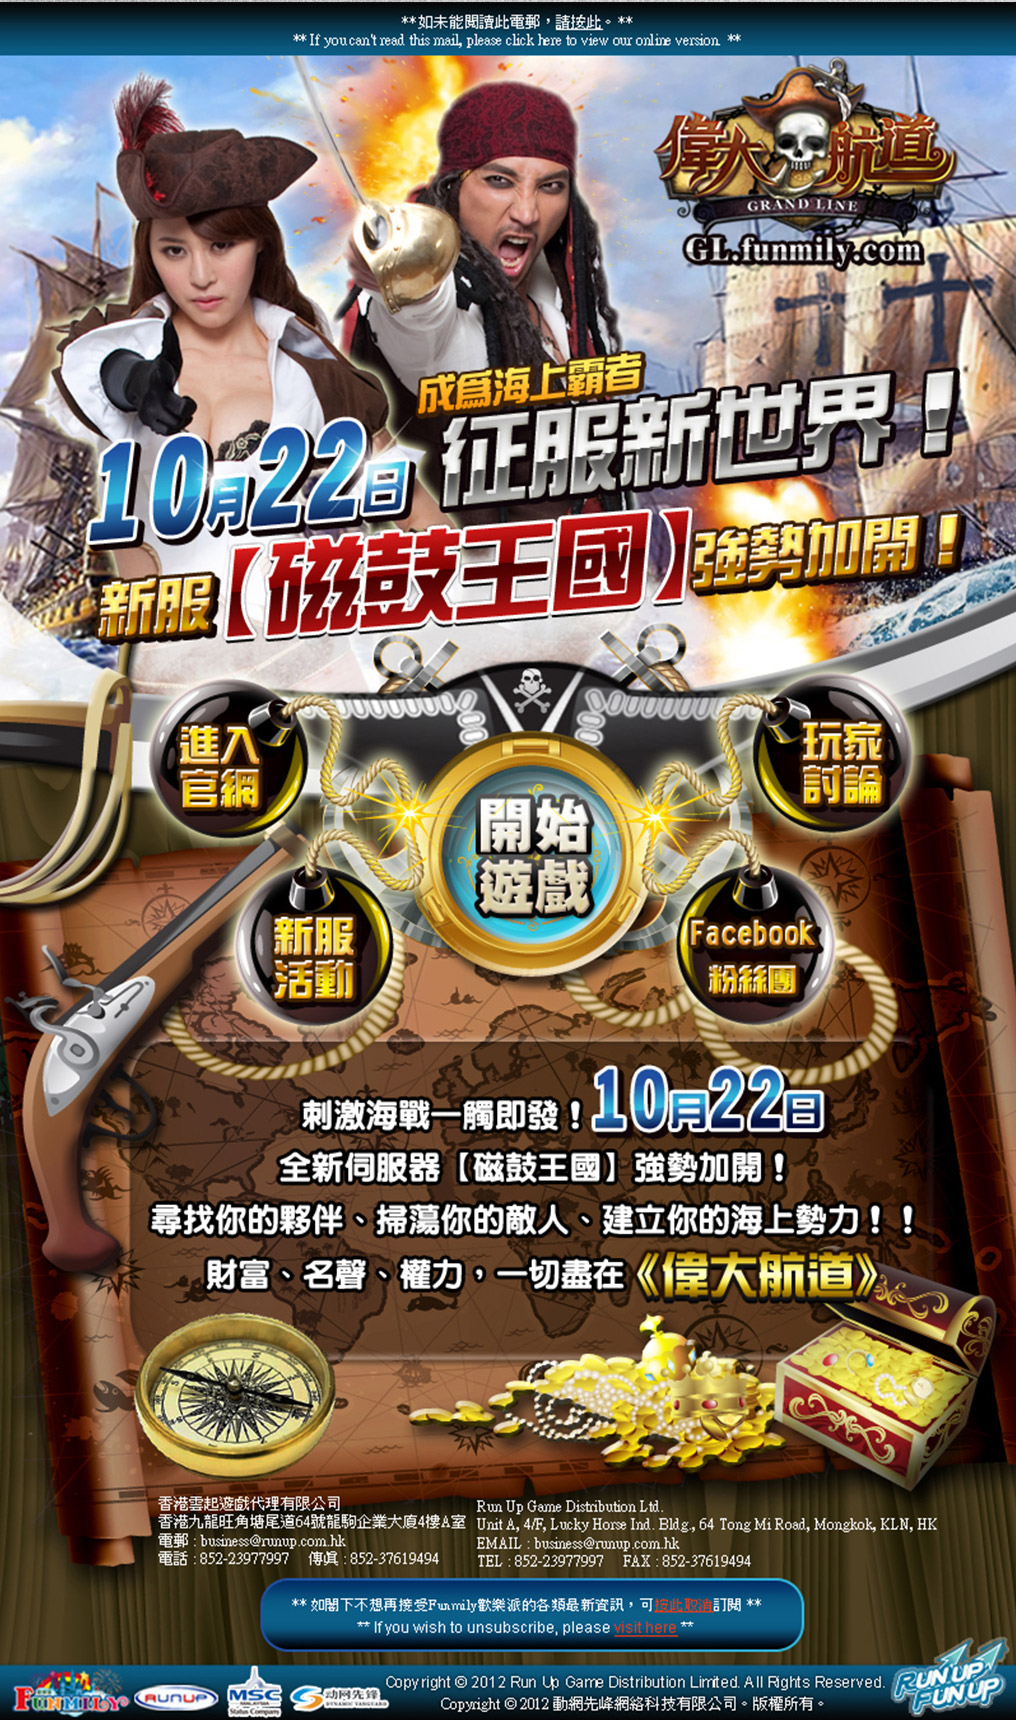 **如未能閱讀此電郵，請按此。**
** If you can't read this mail, please click here to view our online version. **
偉大航道
GRAND LINE
GL.funmily.com
成為海上霸者
征服新世界！
10月22日
新服【磁鼓王國】強勢加開！
進入
官網
玩家
討論
開始
遊戲
新服
活動
Facebook
粉絲團
刺激海戰一觸即發！10月22日
全新伺服器【磁鼓王國】強勢加開！
尋找你的夥伴、掃蕩你的敵人、建立你的海上勢力！！
財富、名聲、權力，一切盡在《偉大航道》
香港雲起遊戲代理有限公司
香港九龍旺角塘尾道64號龍駒企業大廈4樓A室
電郵 : business@runup.com.hk
電話 : 852-23977997 傳真 : 852-37619494
Run Up Game Distribution Ltd.
Unit A, 4/F, Lucky Horse Ind. Bldg., 64 Tong Mi Road, Mongkok, KLN, HK
EMAIL : business@runup.com.hk
TEL : 852-23977997 FAX : 852-37619494
** 如閣下不想再接受Funmily歡樂派的各類最新資訊，可按此取消訂閱 **
** If you wish to unsubscribe, please visit here **
FUNMILY
RUNUP
MSC
MALAYSIA
Status Company
动网先锋
DYNAMIC VANGUARD
Copyright © 2012 Run Up Game Distribution Limited. All Rights Reserved.
Copyright © 2012 動網先峰網絡科技有限公司。版權所有。
RUN UP
FUN UP